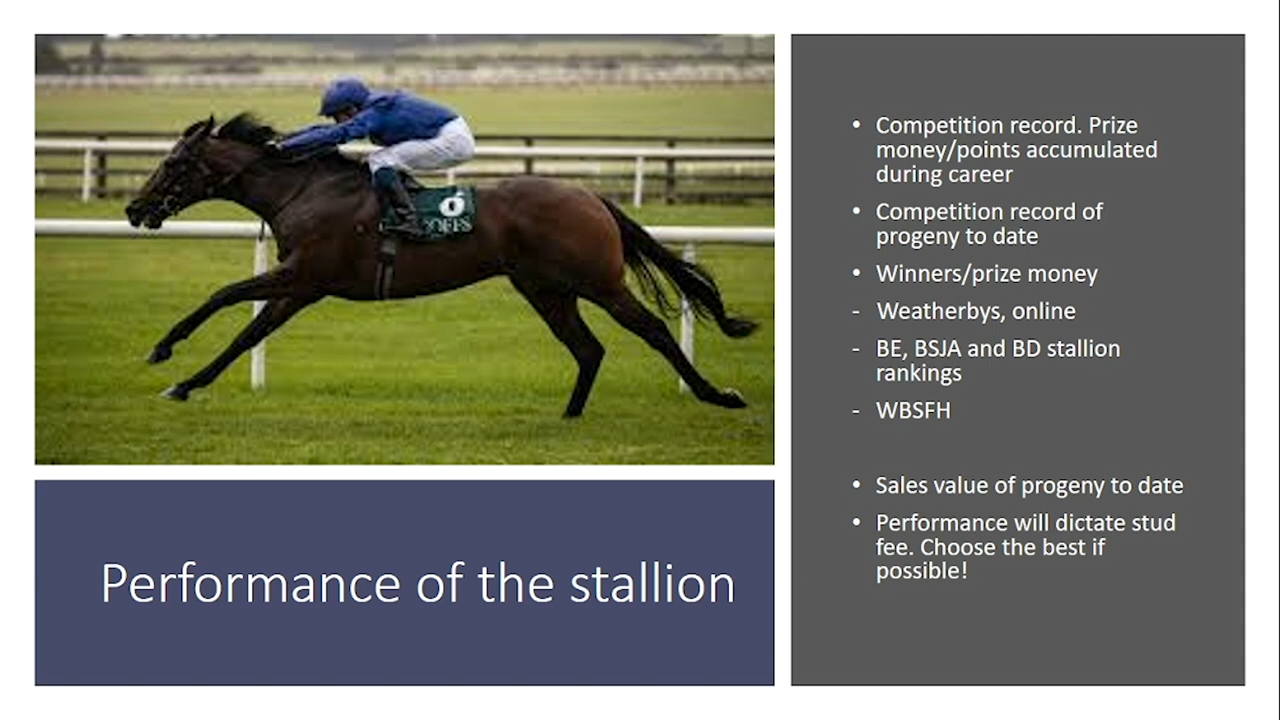 Performance of the stallion
• Competition record. Prize
money/points accumulated
during career
• Competition record of
progeny to date
• Winners/prize money
- Weatherbys, online
- BE, BSJA and BD stallion
rankings
- WBSFH
• Sales value of progeny to date
• Performance will dictate stud
fee. Choose the best if
possible!